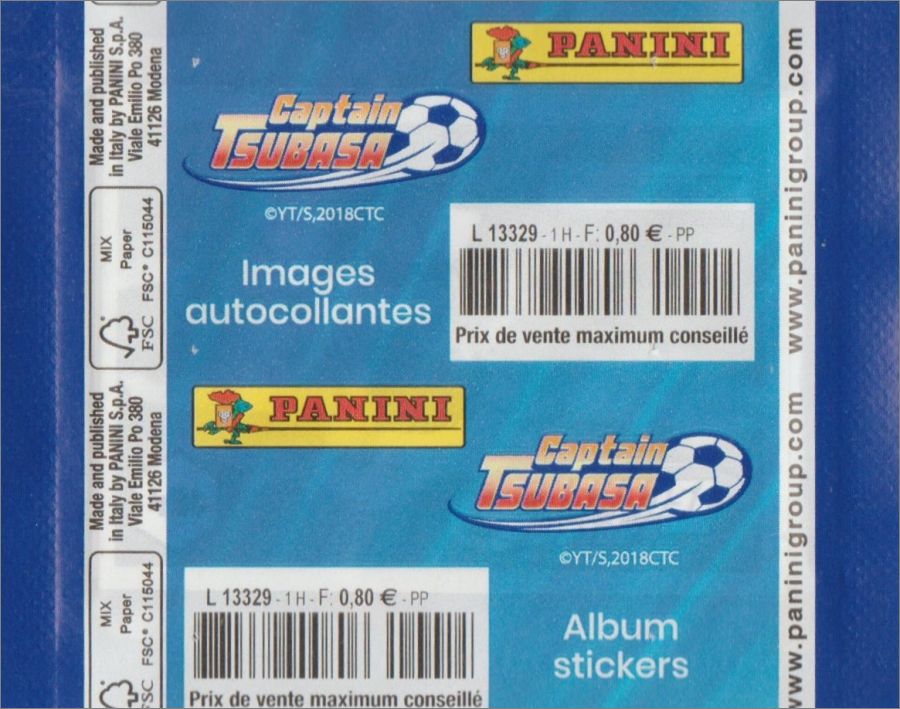 Made and published
in Italy by PANINI S.p.A.
Viale Emilio Po 380
41126 Modena
MIX
Paper
FSC® C115044
FSC
PANINI
Captain
TSUBASA
©YT/S,2018CTC
Images
autocollantes
L 13329 - 1 H - F: 0,80 € - PP
Prix de vente maximum conseillé
www.paninigroup.com
Made and published
in Italy by PANINI S.p.A.
Viale Emilio Po 380
41126 Modena
MIX
Paper
FSC® C115044
FSC
PANINI
Captain
TSUBASA
©YT/S,2018CTC
L 13329 - 1 H - F: 0,80 € - PP
Prix de vente maximum conseillé
Album
stickers
www.paninigroup.com